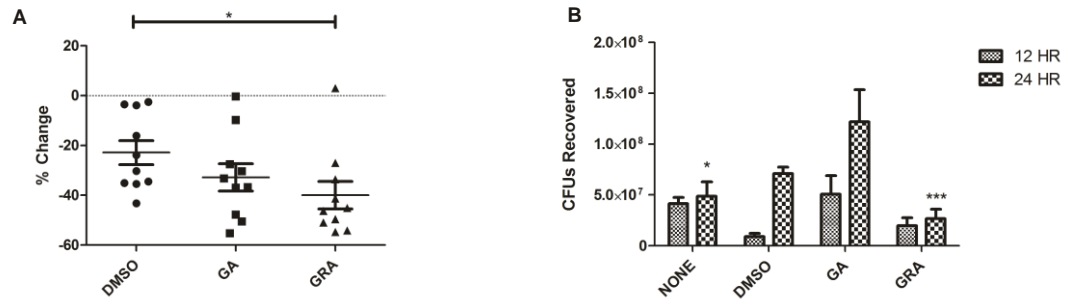 A
*
20
0
-20
-40
-60
% Change
DMSO
GA
GRA
B
2.0×10⁸
1.5×10⁸
1.0×10⁸
5.0×10⁷
0
CFUs Recovered
*
***
NONE
DMSO
GA
GRA
12 HR
24 HR